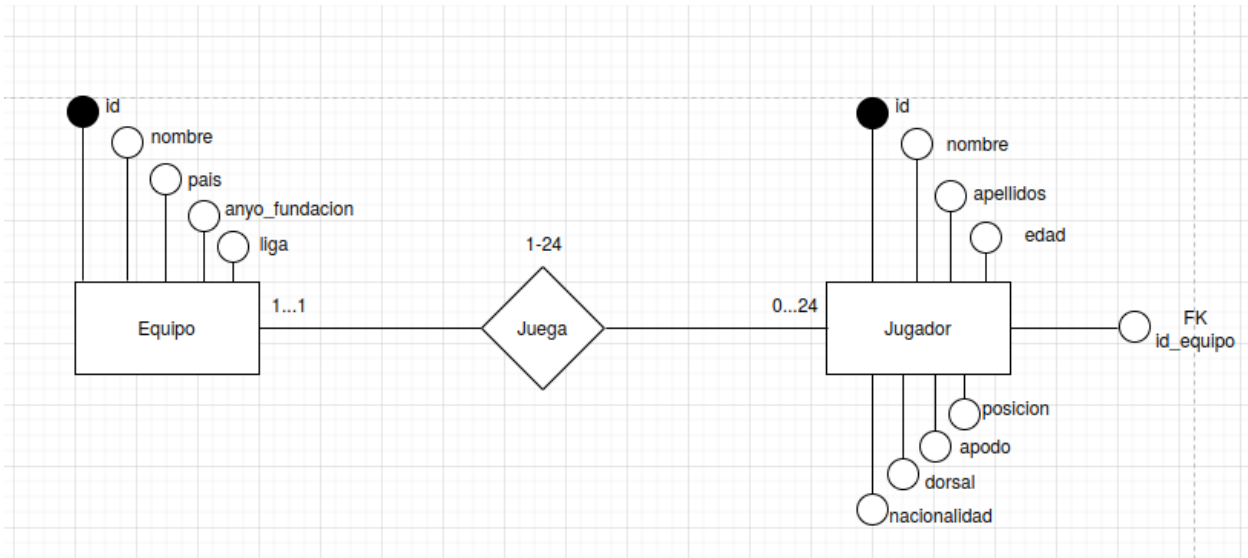 id
nombre
pais
anyo_fundacion
liga
Equipo
1...1
1-24
Juega
0...24
id
nombre
apellidos
edad
Jugador
FK
id_equipo
posicion
apodo
dorsal
nacionalidad